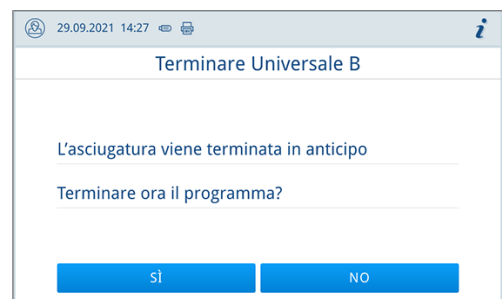 29.09.2021 14:27
i
Terminare Universale B
L'asciugatura viene terminata in anticipo
Terminare ora il programma?
SÌ
NO